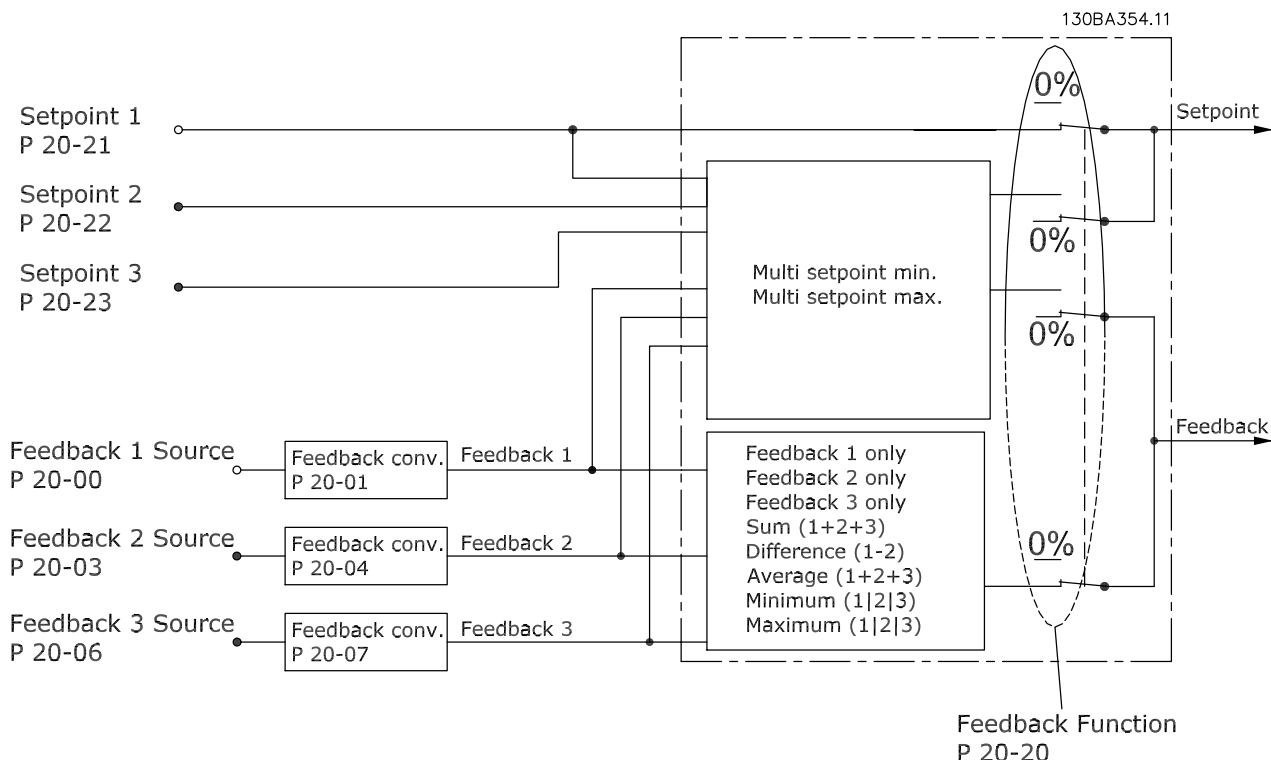 130BA354.11
0%
Setpoint 1
P 20-21
Setpoint
Setpoint 2
P 20-22
0%
Setpoint 3
P 20-23
Multi setpoint min.
Multi setpoint max.
0%
Feedback
Feedback 1 Source
P 20-00
Feedback conv.
P 20-01
Feedback 1
Feedback 1 only
Feedback 2 only
Feedback 3 only
Sum (1+2+3)
Difference (1-2)
Average (1+2+3)
Minimum (1|2|3)
Maximum (1|2|3)
Feedback 2 Source
P 20-03
Feedback conv.
P 20-04
Feedback 2
0%
Feedback 3 Source
P 20-06
Feedback conv.
P 20-07
Feedback 3
Feedback Function
P 20-20